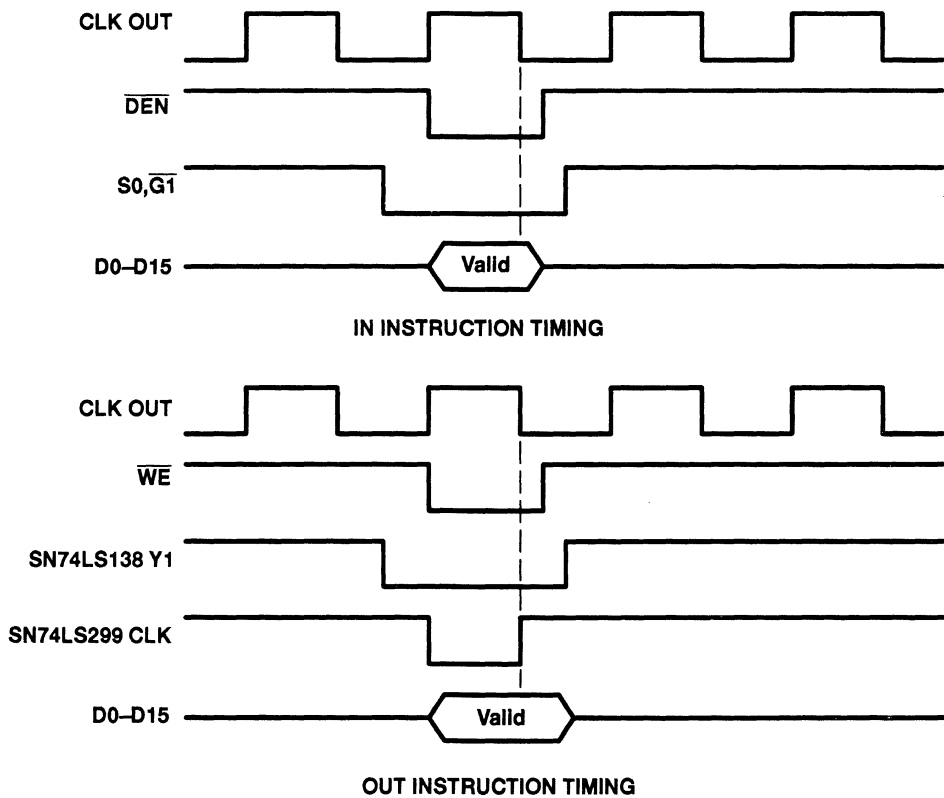 CLK OUT
DEN
S0,G1
D0–D15
Valid
IN INSTRUCTION TIMING
CLK OUT
WE
SN74LS138 Y1
SN74LS299 CLK
D0–D15
Valid
OUT INSTRUCTION TIMING